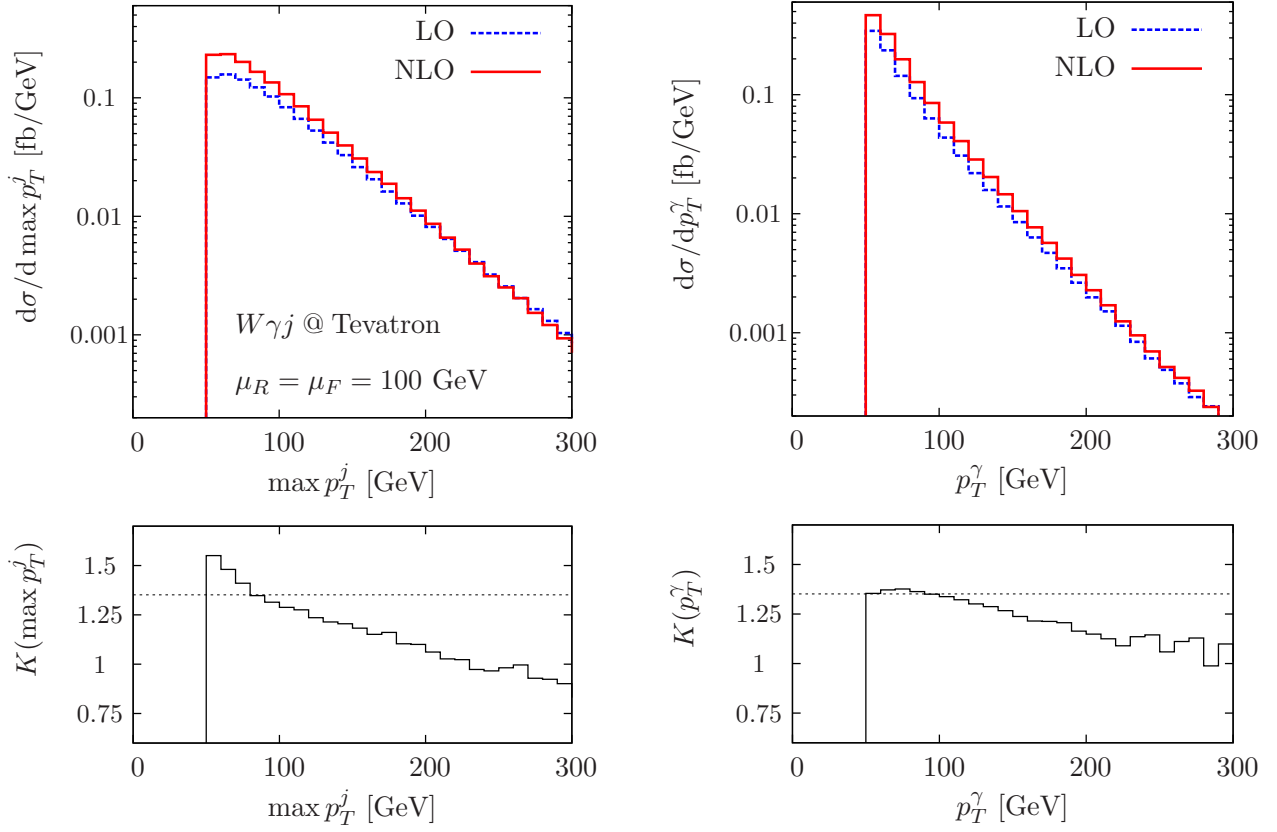 LO
NLO
dσ/d max p_T^j [fb/GeV]
0.1
0.01
0.001
Wγj @ Tevatron
μ_R = μ_F = 100 GeV
0 100 200 300
max p_T^j [GeV]
LO
NLO
dσ/dp_T^γ [fb/GeV]
0.1
0.01
0.001
0 100 200 300
p_T^γ [GeV]
K(max p_T^j)
1.5
1.25
1
0.75
0 100 200 300
max p_T^j [GeV]
K(p_T^γ)
1.5
1.25
1
0.75
0 100 200 300
p_T^γ [GeV]